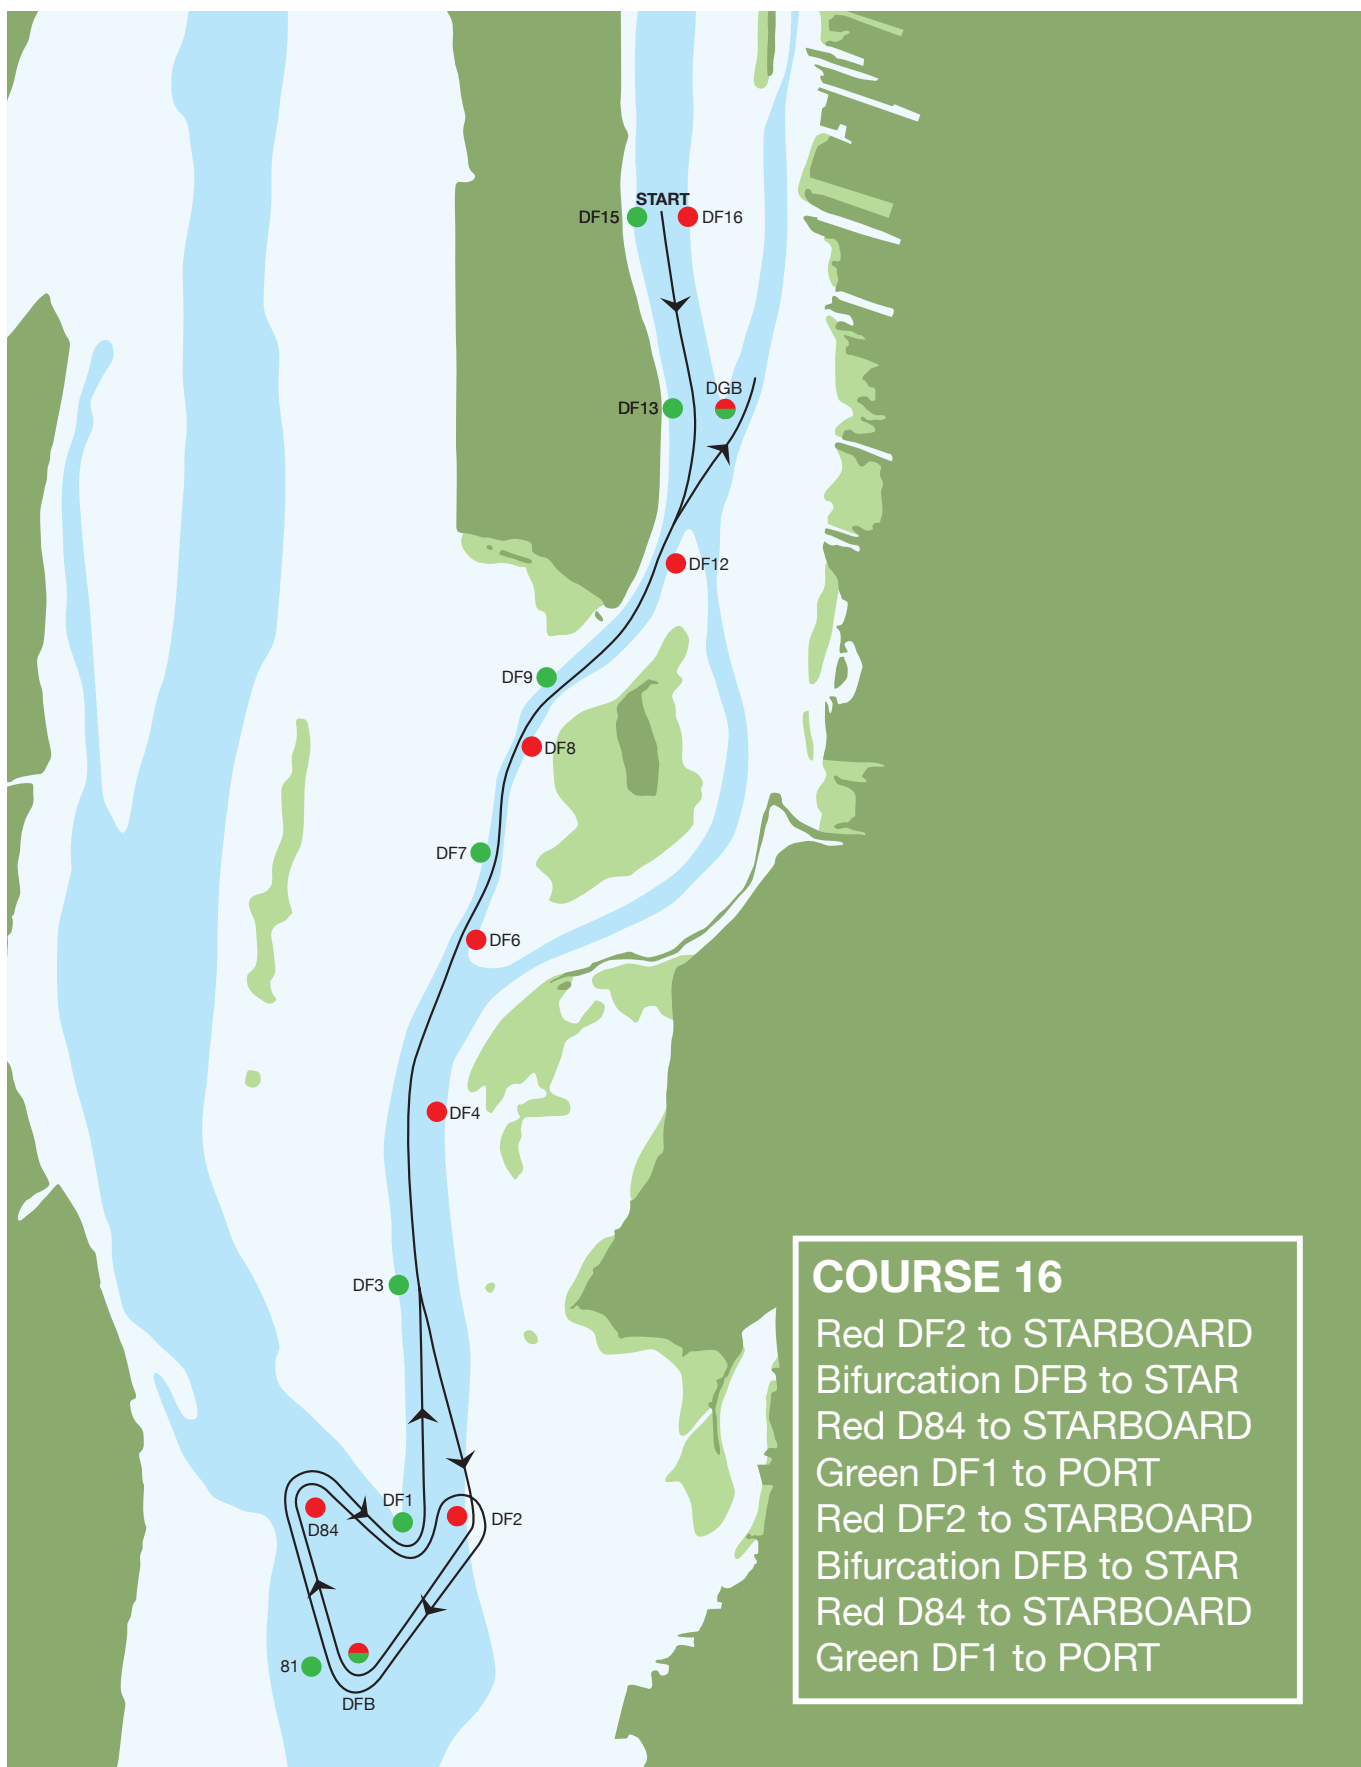 START
DF15
DF16
DGB
DF13
DF12
DF9
DF8
DF7
DF6
DF4
DF3
DF1
DF2
D84
81
DFB
COURSE 16
Red DF2 to STARBOARD
Bifurcation DFB to STAR
Red D84 to STARBOARD
Green DF1 to PORT
Red DF2 to STARBOARD
Bifurcation DFB to STAR
Red D84 to STARBOARD
Green DF1 to PORT